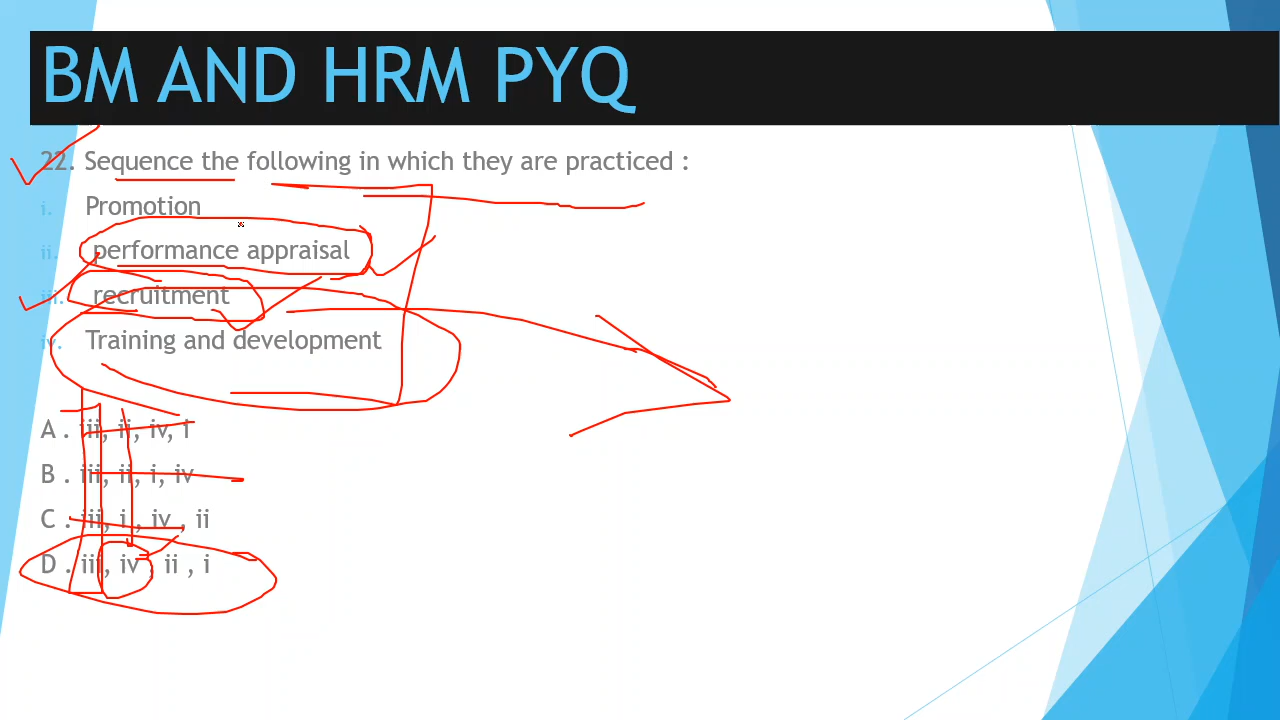 BM AND HRM PYQ
22. Sequence the following in which they are practiced :
i. Promotion
ii. performance appraisal
iii. recruitment
iv. Training and development
A . iii, ii, iv, i
B . iii, ii, i, iv
C . iii, i , iv , ii
D . iii, iv , ii , i